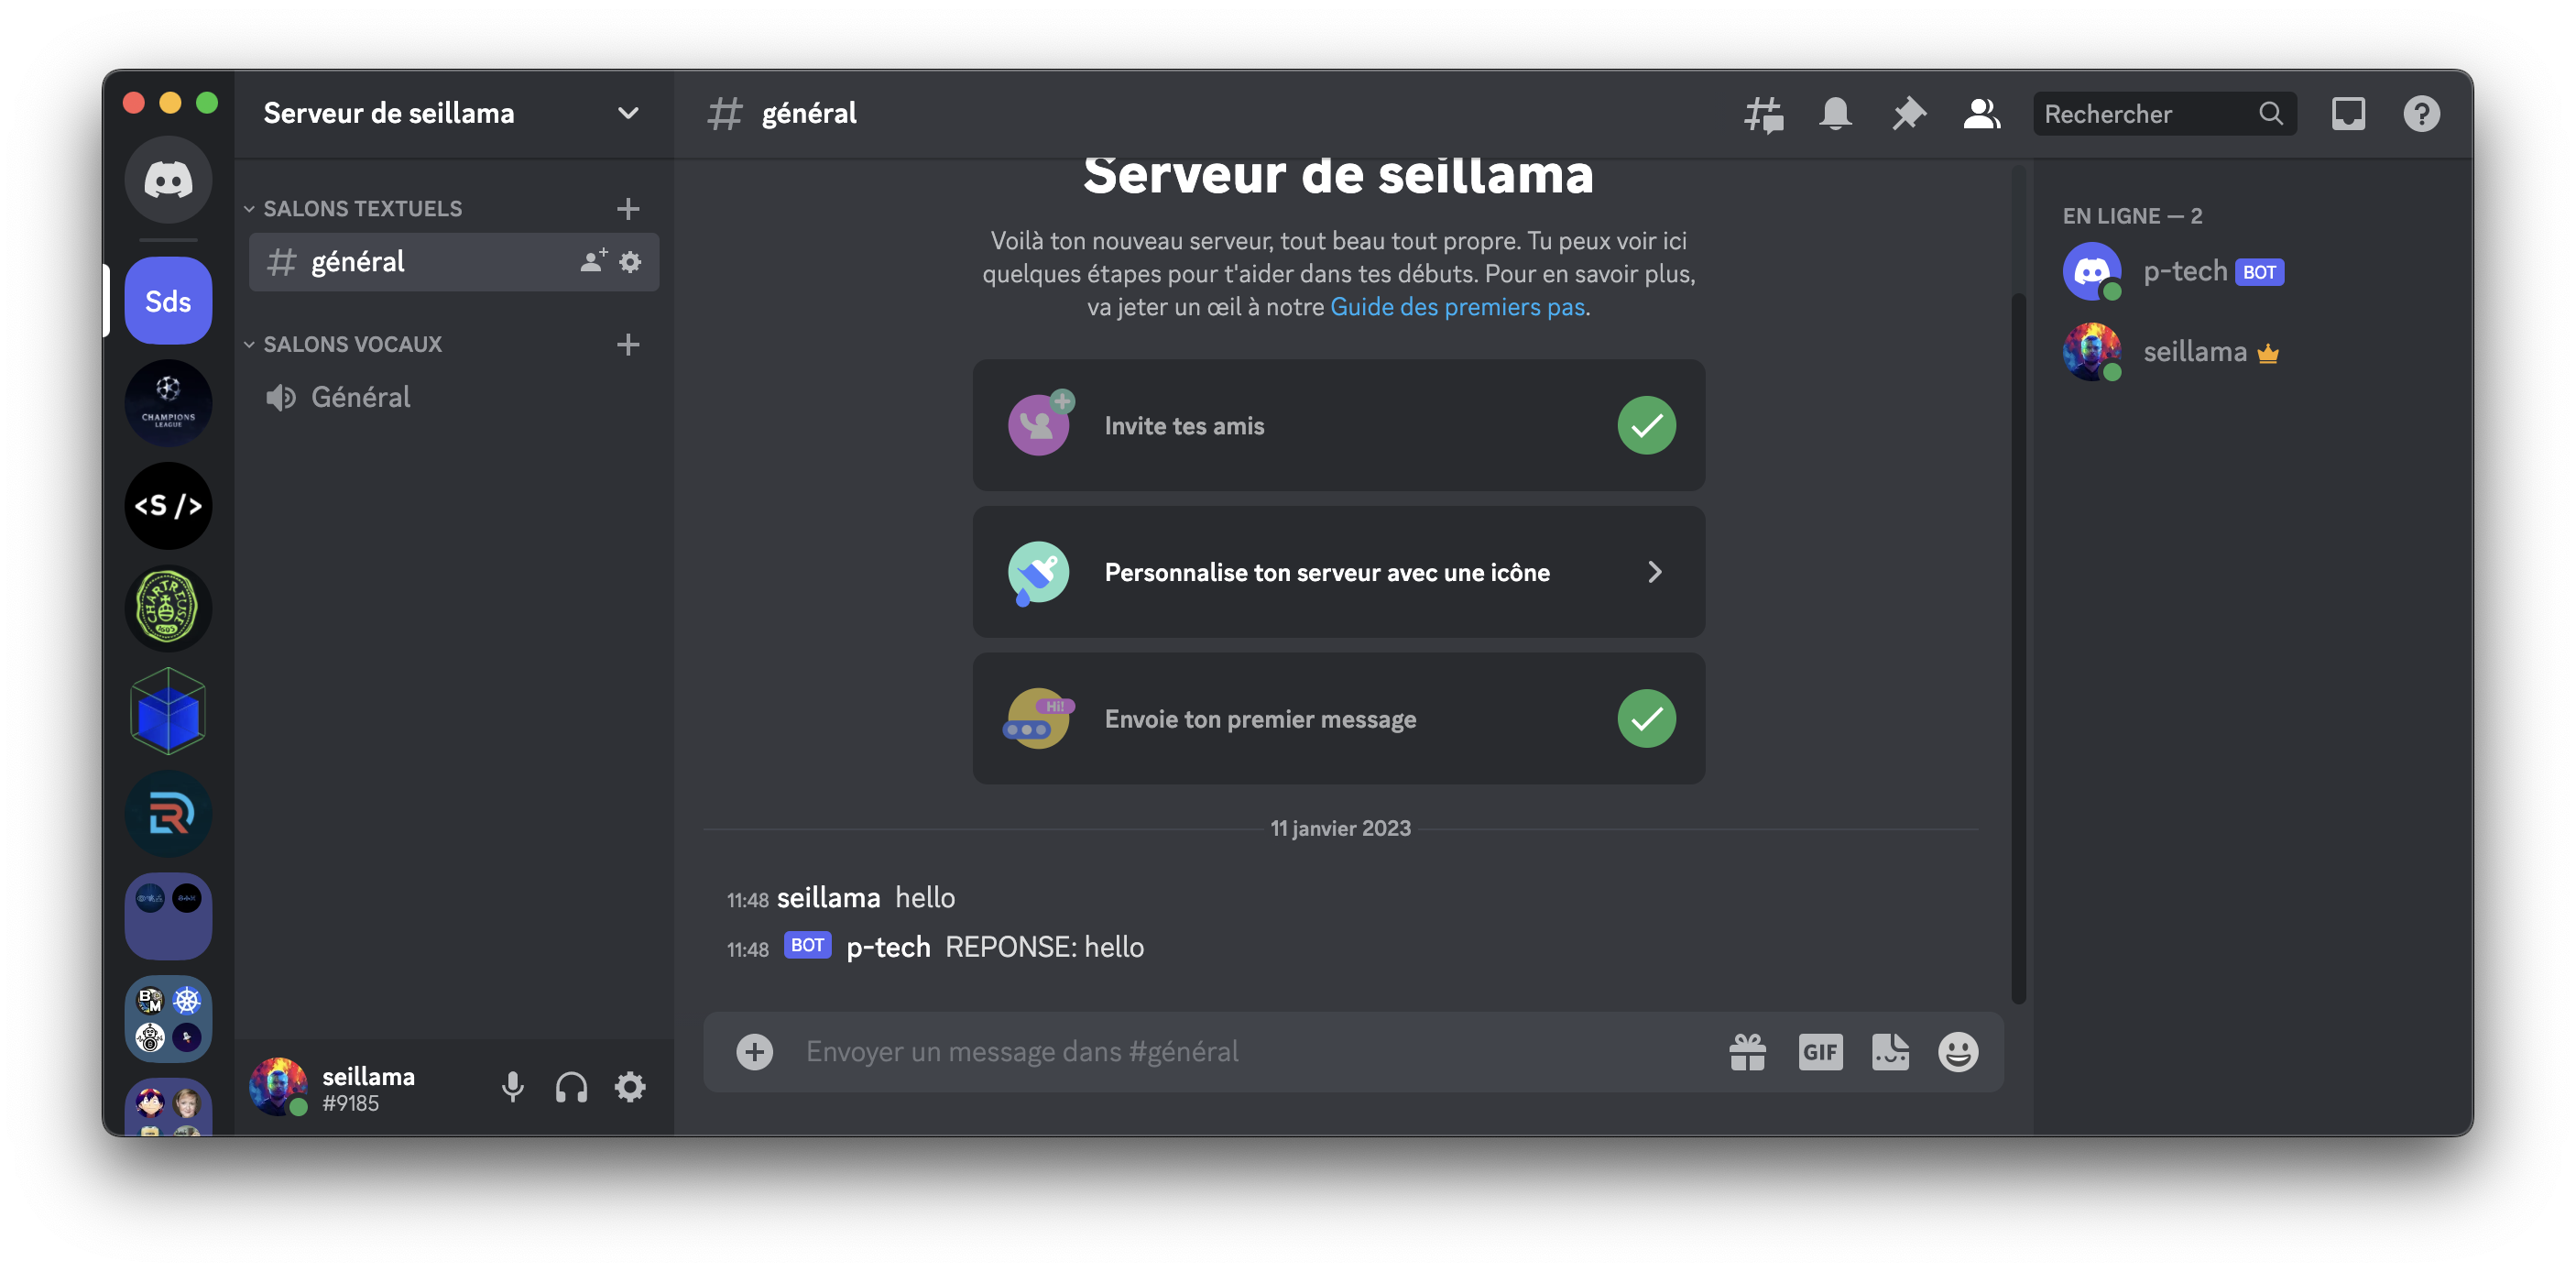 Serveur de seillama
général
Rechercher
Sds
CHAMPIONS
LEAGUE
<S />
CHARTREUSE
1605
SALONS TEXTUELS
général
SALONS VOCAUX
Général
seillama
#9185
Serveur de seillama
Voilà ton nouveau serveur, tout beau tout propre. Tu peux voir ici
quelques étapes pour t'aider dans tes débuts. Pour en savoir plus,
va jeter un œil à notre Guide des premiers pas.
Invite tes amis
Personnalise ton serveur avec une icône
Hi!
Envoie ton premier message
11 janvier 2023
11:48 seillama hello
11:48 BOT p-tech REPONSE: hello
Envoyer un message dans #général
GIF
EN LIGNE — 2
p-tech BOT
seillama